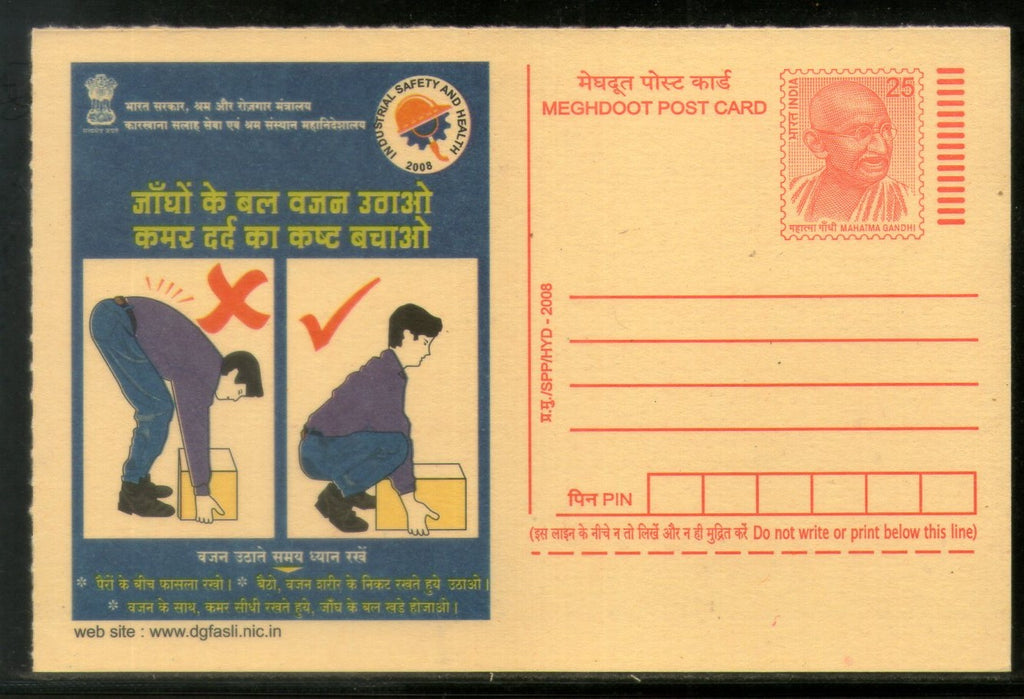 भारत सरकार, श्रम और रोज़गार मंत्रालय
कारखाना सलाह सेवा एवं श्रम संस्थान महानिदेशालय
INDUSTRIAL SAFETY AND HEALTH
2008
जाँघों के बल वजन उठाओ
कमर दर्द का कष्ट बचाओ
वजन उठाते समय ध्यान रखें
* पैरों के बीच फासला रखो। * बैठो, वजन शरीर के निकट रखते हुये उठाओ।
* वजन के साथ, कमर सीधी रखते हुये, जाँघ के बल खडे होजाओ।
web site : www.dgfasli.nic.in
मेघदूत पोस्ट कार्ड
MEGHDOOT POST CARD
भारत INDIA
25
महात्मा गाँधी MAHATMA GANDHI
प्र.मु./SPP/HYD - 2008
पिन PIN
(इस लाइन के नीचे न तो लिखें और न ही मुद्रित करें Do not write or print below this line)